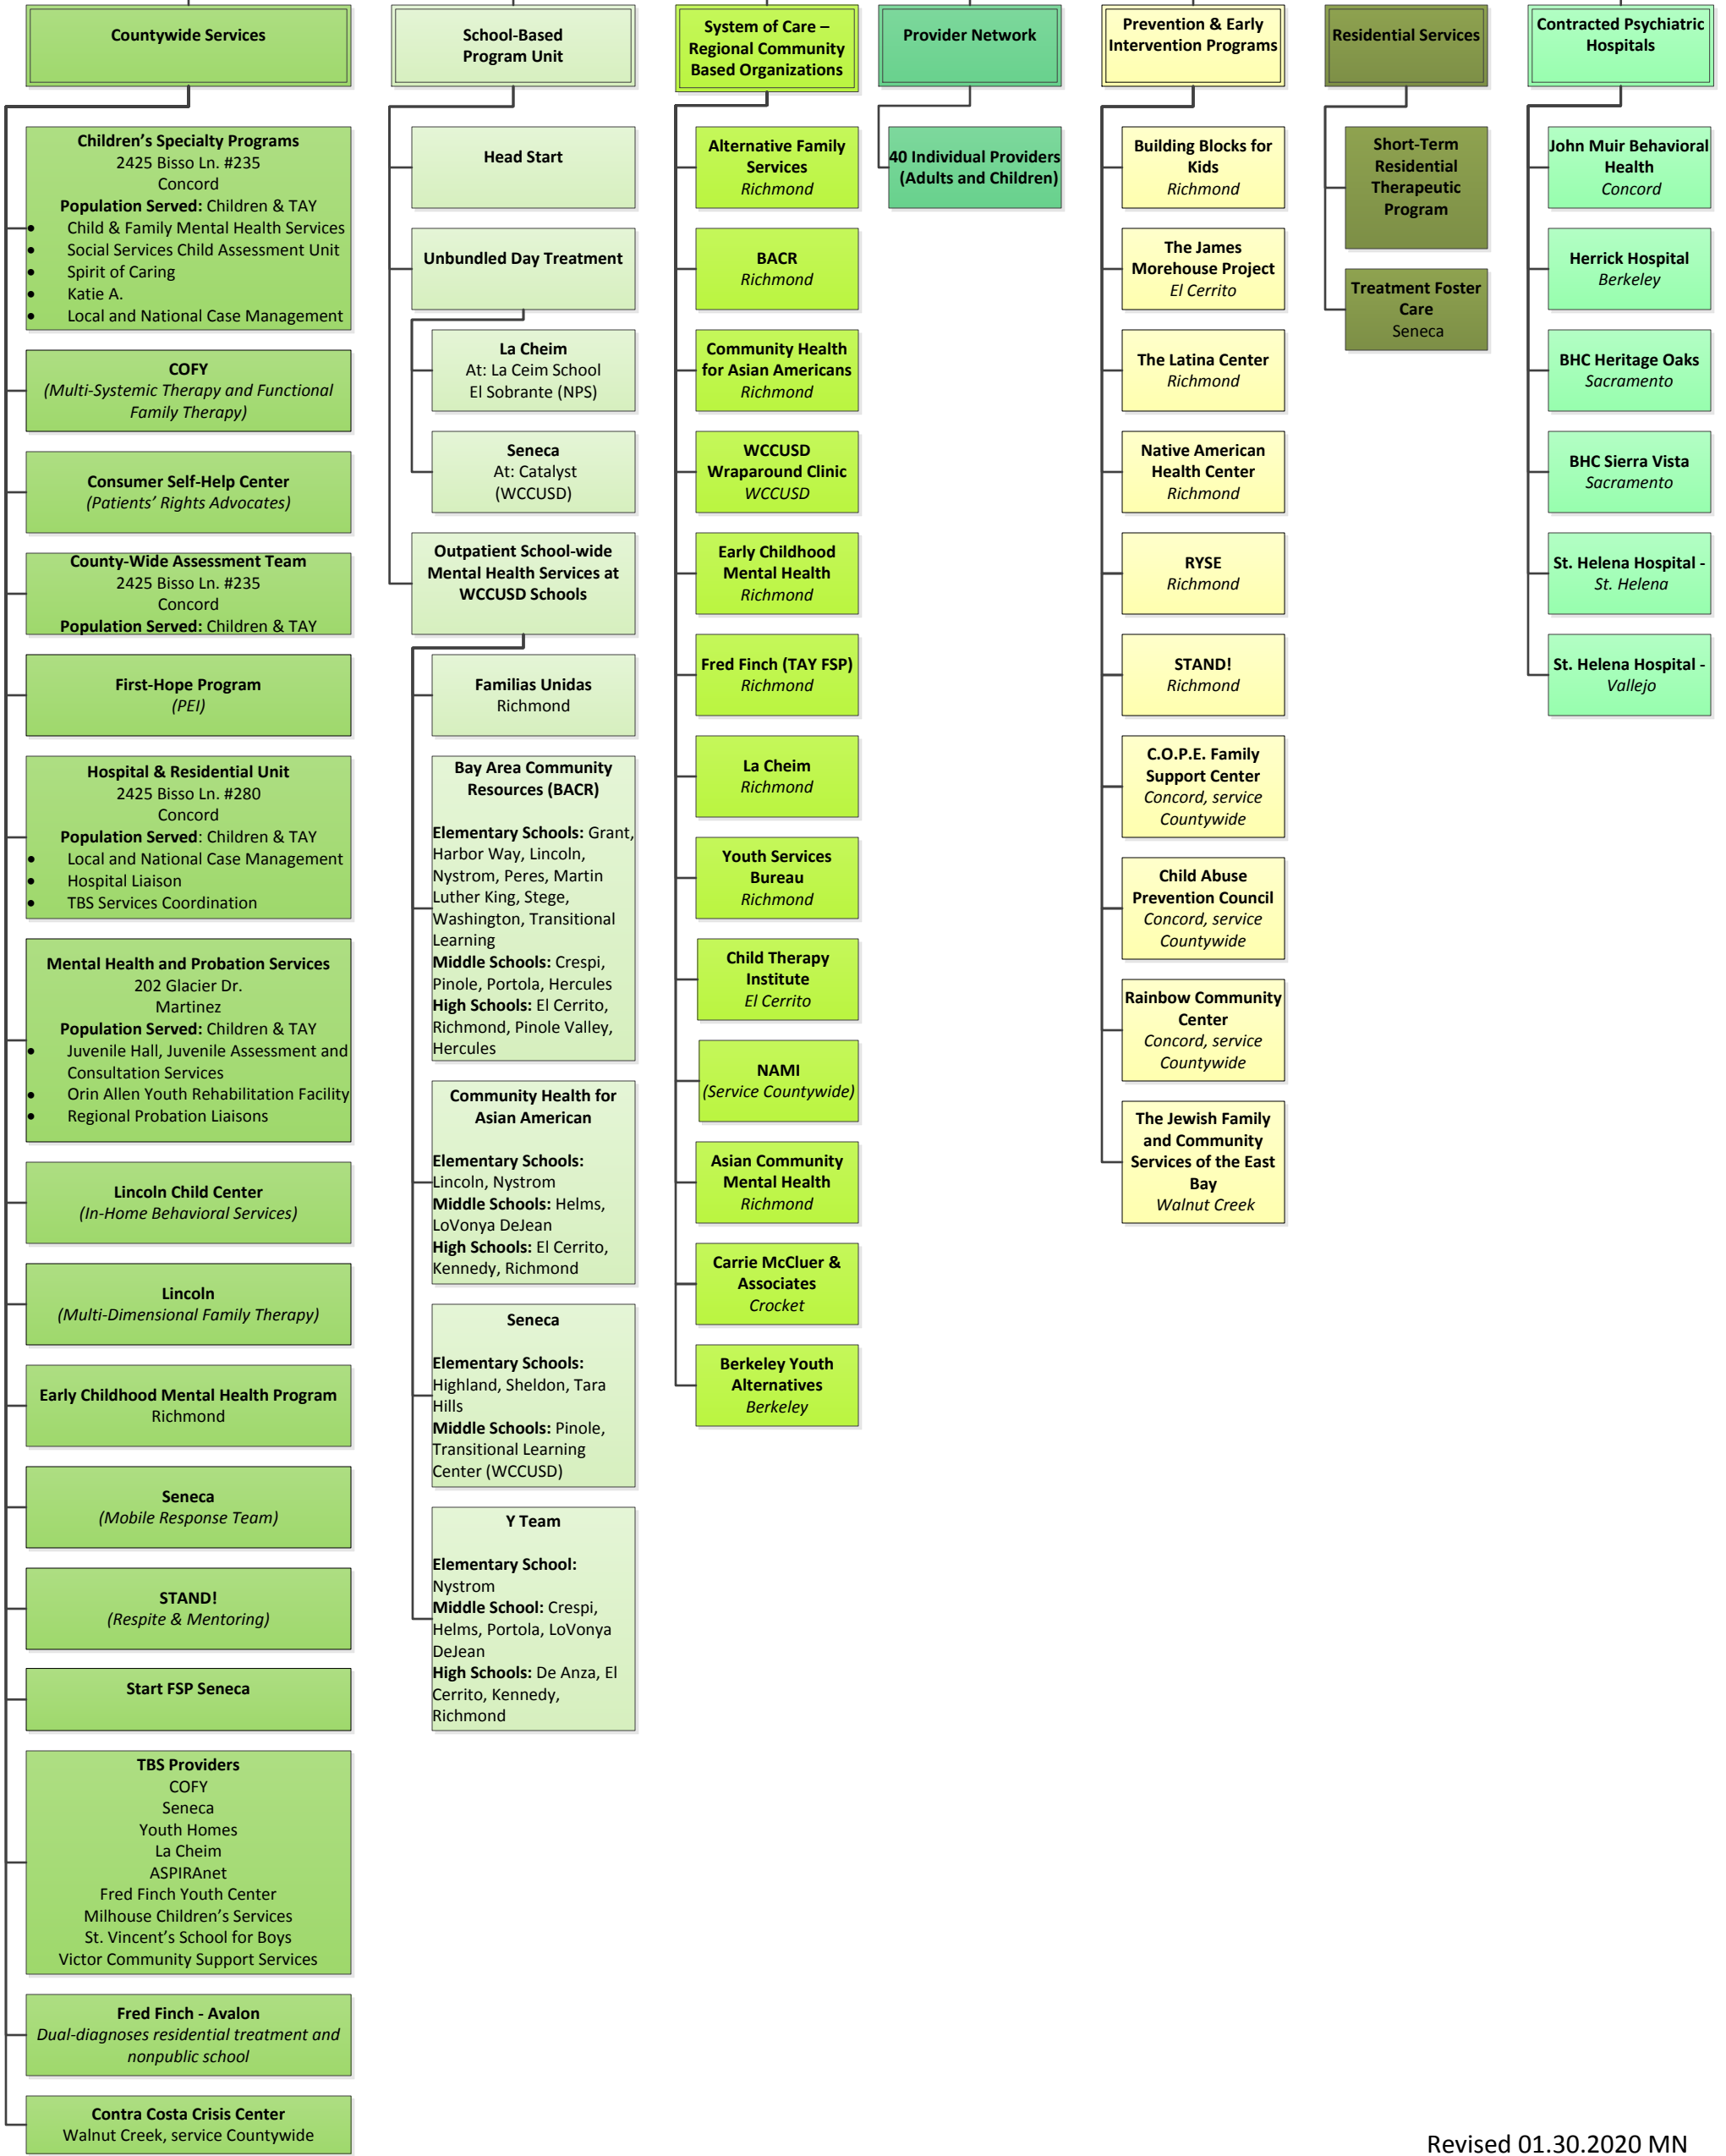 Countywide Services
Children's Specialty Programs
2425 Bisso Ln. #235
Concord
Population Served: Children & TAY
• Child & Family Mental Health Services
• Social Services Child Assessment Unit
• Spirit of Caring
• Katie A.
• Local and National Case Management
COFY
(Multi-Systemic Therapy and Functional
Family Therapy)
Consumer Self-Help Center
(Patients' Rights Advocates)
County-Wide Assessment Team
2425 Bisso Ln. #235
Concord
Population Served: Children & TAY
First-Hope Program
(PEI)
Hospital & Residential Unit
2425 Bisso Ln. #280
Concord
Population Served: Children & TAY
• Local and National Case Management
• Hospital Liaison
• TBS Services Coordination
Mental Health and Probation Services
202 Glacier Dr.
Martinez
Population Served: Children & TAY
• Juvenile Hall, Juvenile Assessment and
Consultation Services
• Orin Allen Youth Rehabilitation Facility
• Regional Probation Liaisons
Lincoln Child Center
(In-Home Behavioral Services)
Lincoln
(Multi-Dimensional Family Therapy)
Early Childhood Mental Health Program
Richmond
Seneca
(Mobile Response Team)
STAND!
(Respite & Mentoring)
Start FSP Seneca
TBS Providers
COFY
Seneca
Youth Homes
La Cheim
ASPIRAnet
Fred Finch Youth Center
Milhouse Children's Services
St. Vincent's School for Boys
Victor Community Support Services
Fred Finch - Avalon
Dual-diagnoses residential treatment and
nonpublic school
Contra Costa Crisis Center
Walnut Creek, service Countywide
School-Based
Program Unit
Head Start
Unbundled Day Treatment
La Cheim
At: La Ceim School
El Sobrante (NPS)
Seneca
At: Catalyst
(WCCUSD)
Outpatient School-wide
Mental Health Services at
WCCUSD Schools
Familias Unidas
Richmond
Bay Area Community
Resources (BACR)
Elementary Schools: Grant,
Harbor Way, Lincoln,
Nystrom, Peres, Martin
Luther King, Stege,
Washington, Transitional
Learning
Middle Schools: Crespi,
Pinole, Portola, Hercules
High Schools: El Cerrito,
Richmond, Pinole Valley,
Hercules
Community Health for
Asian American
Elementary Schools:
Lincoln, Nystrom
Middle Schools: Helms,
LoVonya DeJean
High Schools: El Cerrito,
Kennedy, Richmond
Seneca
Elementary Schools:
Highland, Sheldon, Tara
Hills
Middle Schools: Pinole,
Transitional Learning
Center (WCCUSD)
Y Team
Elementary School:
Nystrom
Middle School: Crespi,
Helms, Portola, LoVonya
DeJean
High Schools: De Anza, El
Cerrito, Kennedy,
Richmond
System of Care –
Regional Community
Based Organizations
Alternative Family
Services
Richmond
BACR
Richmond
Community Health
for Asian Americans
Richmond
WCCUSD
Wraparound Clinic
WCCUSD
Early Childhood
Mental Health
Richmond
Fred Finch (TAY FSP)
Richmond
La Cheim
Richmond
Youth Services
Bureau
Richmond
Child Therapy
Institute
El Cerrito
NAMI
(Service Countywide)
Asian Community
Mental Health
Richmond
Carrie McCluer &
Associates
Crocket
Berkeley Youth
Alternatives
Berkeley
Provider Network
40 Individual Providers
(Adults and Children)
Prevention & Early
Intervention Programs
Building Blocks for
Kids
Richmond
The James
Morehouse Project
El Cerrito
The Latina Center
Richmond
Native American
Health Center
Richmond
RYSE
Richmond
STAND!
Richmond
C.O.P.E. Family
Support Center
Concord, service
Countywide
Child Abuse
Prevention Council
Concord, service
Countywide
Rainbow Community
Center
Concord, service
Countywide
The Jewish Family
and Community
Services of the East
Bay
Walnut Creek
Residential Services
Short-Term
Residential
Therapeutic
Program
Treatment Foster
Care
Seneca
Contracted Psychiatric
Hospitals
John Muir Behavioral
Health
Concord
Herrick Hospital
Berkeley
BHC Heritage Oaks
Sacramento
BHC Sierra Vista
Sacramento
St. Helena Hospital -
St. Helena
St. Helena Hospital -
Vallejo
Revised 01.30.2020 MN